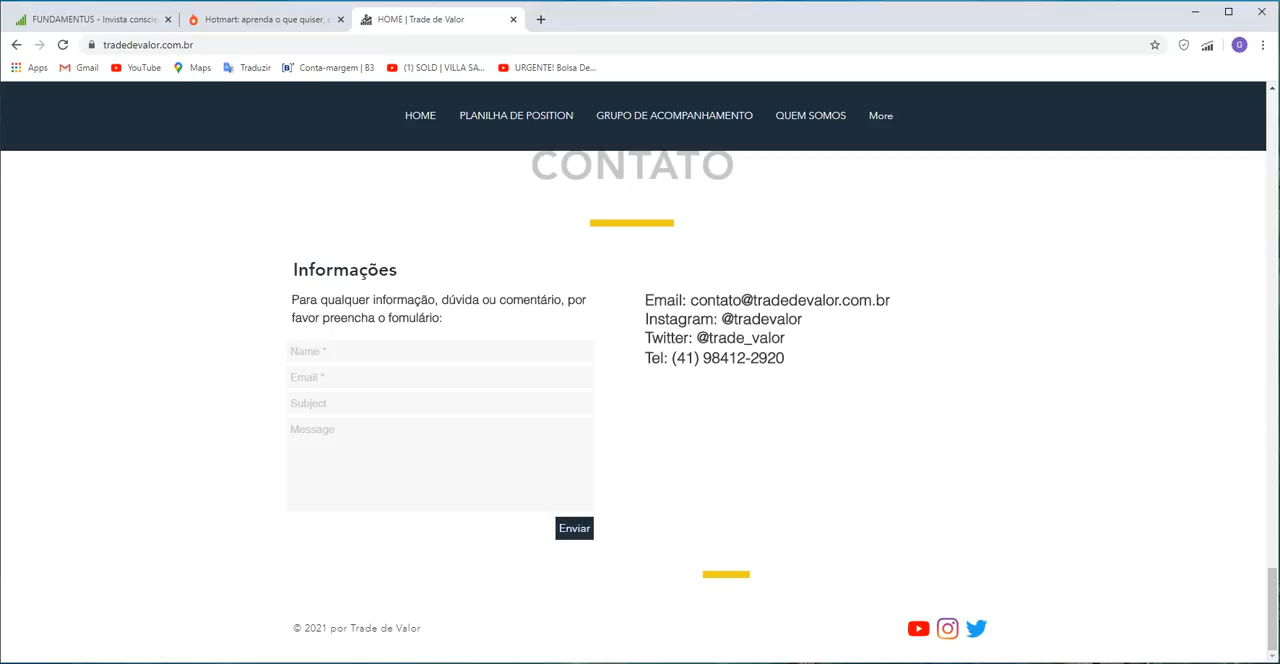 FUNDAMENTUS - Invista conscie
Hotmart: aprenda o que quiser, a
HOME | Trade de Valor
tradedevalor.com.br
G
Apps
Gmail
YouTube
Maps
Traduzir
Conta-margem | B3
(1) SOLD | VILLA SA...
URGENTE! Bolsa De...
HOME
PLANILHA DE POSITION
GRUPO DE ACOMPANHAMENTO
QUEM SOMOS
More
CONTATO
Informações
Para qualquer informação, dúvida ou comentário, por
favor preencha o fomulário:
Name *
Email *
Subject
Message
Enviar
Email: contato@tradedevalor.com.br
Instagram: @tradevalor
Twitter: @trade_valor
Tel: (41) 98412-2920
© 2021 por Trade de Valor